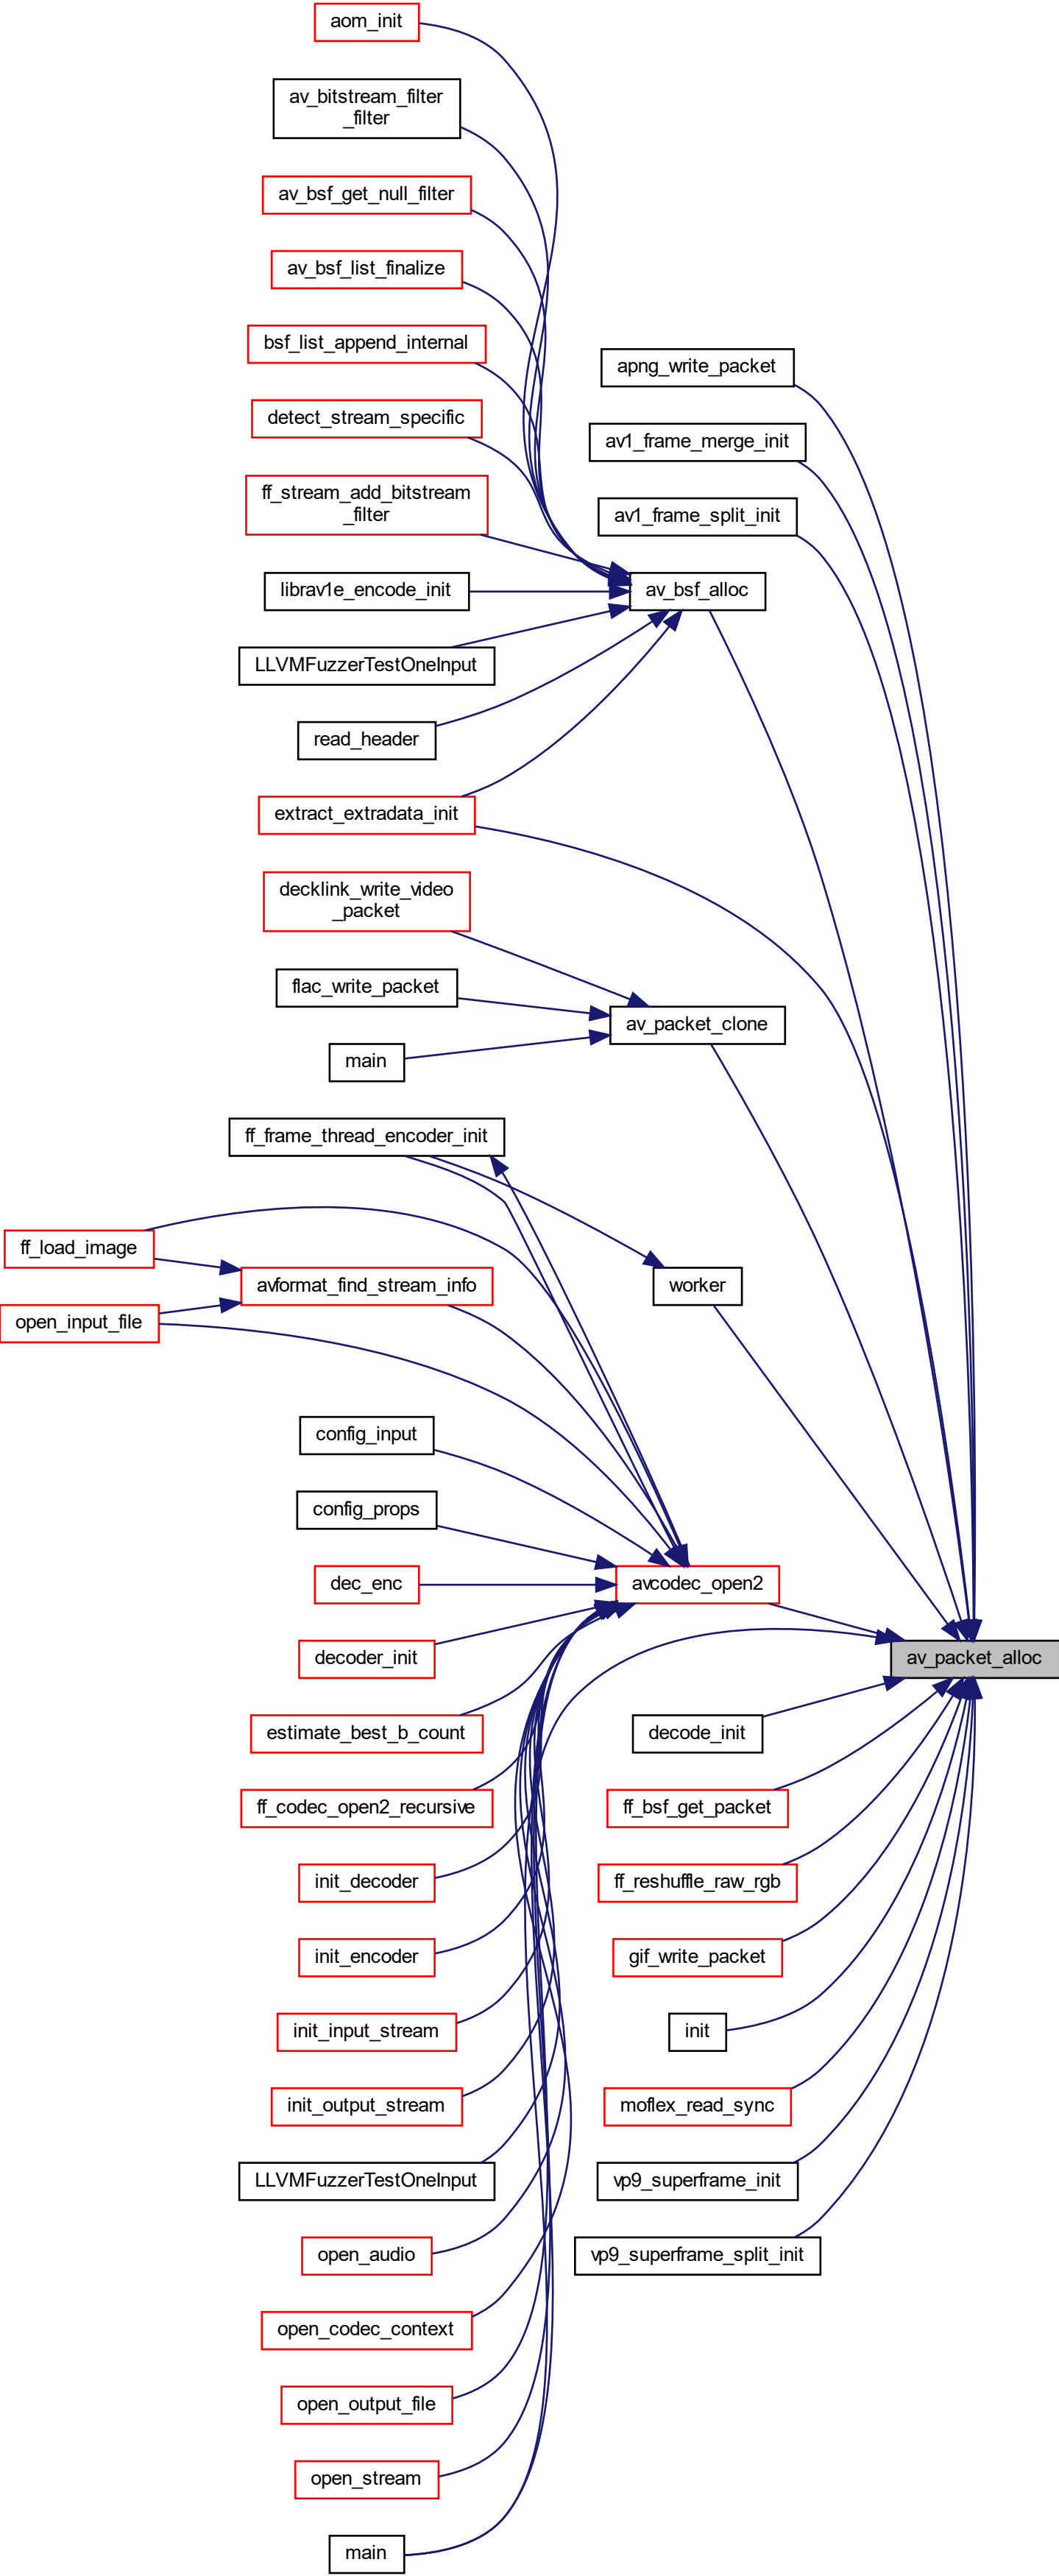 aom_init
av_bitstream_filter
_filter
av_bsf_get_null_filter
av_bsf_list_finalize
bsf_list_append_internal
detect_stream_specific
ff_stream_add_bitstream
_filter
librav1e_encode_init
LLVMFuzzerTestOneInput
read_header
extract_extradata_init
decklink_write_video
_packet
flac_write_packet
main
ff_frame_thread_encoder_init
ff_load_image
avformat_find_stream_info
open_input_file
config_input
config_props
dec_enc
decoder_init
estimate_best_b_count
ff_codec_open2_recursive
init_decoder
init_encoder
init_input_stream
init_output_stream
LLVMFuzzerTestOneInput
open_audio
open_codec_context
open_output_file
open_stream
main
apng_write_packet
av1_frame_merge_init
av1_frame_split_init
av_bsf_alloc
av_packet_clone
worker
avcodec_open2
decode_init
ff_bsf_get_packet
ff_reshuffle_raw_rgb
gif_write_packet
init
moflex_read_sync
vp9_superframe_init
vp9_superframe_split_init
av_packet_alloc